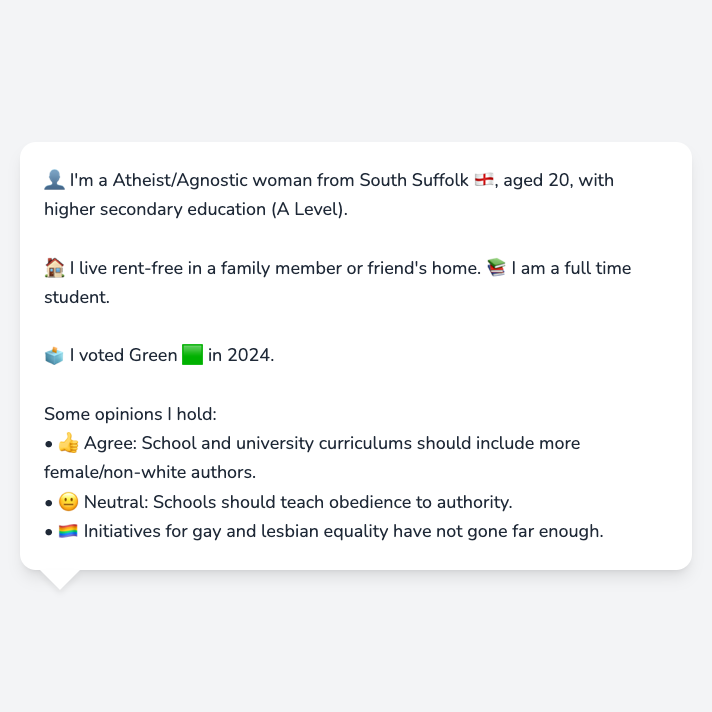 👤 I'm a Atheist/Agnostic woman from South Suffolk 🏴󠁧󠁢󠁥󠁮󠁧󠁿, aged 20, with
higher secondary education (A Level).
🏠 I live rent-free in a family member or friend's home. 📚 I am a full time
student.
🗳️ I voted Green 🟩 in 2024.
Some opinions I hold:
• 👍 Agree: School and university curriculums should include more
female/non-white authors.
• 😐 Neutral: Schools should teach obedience to authority.
• 🏳️‍🌈 Initiatives for gay and lesbian equality have not gone far enough.